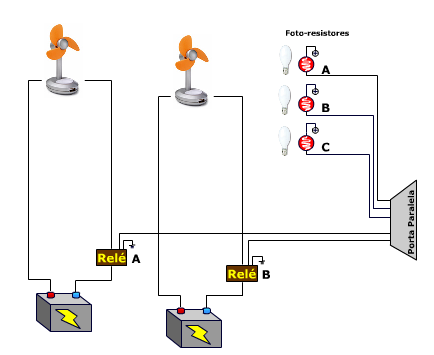 Foto-resistores
A
B
C
Porta Paralela
Relé A
Relé B